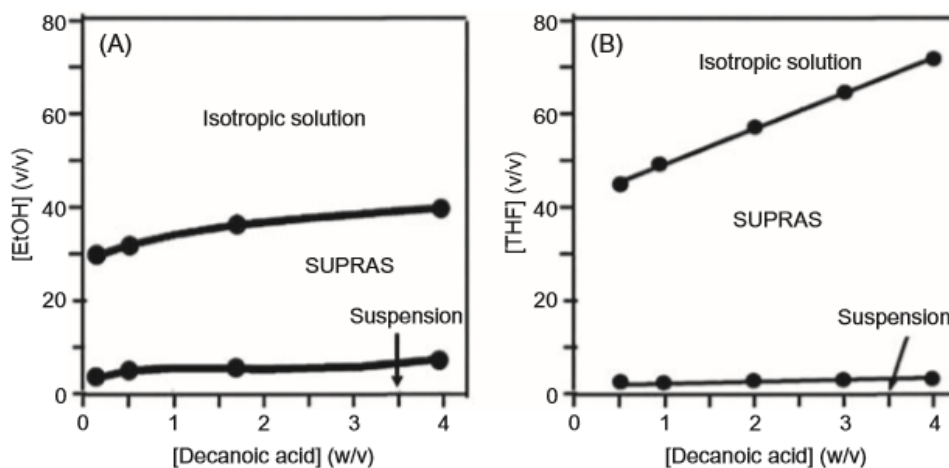 (A)
80
60
40
20
0
[EtOH] (v/v)
Isotropic solution
SUPRAS
Suspension
0
1
2
3
4
[Decanoic acid] (w/v)
(B)
80
60
40
20
0
[THF] (v/v)
Isotropic solution
SUPRAS
Suspension
0
1
2
3
4
[Decanoic acid] (w/v)